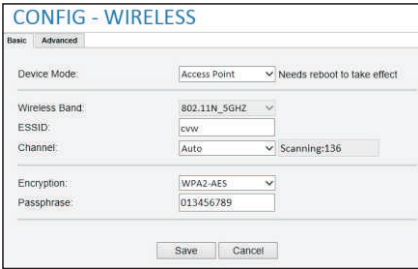 CONFIG - WIRELESS
Basic Advanced
Device Mode: Access Point Needs reboot to take effect
Wireless Band: 802.11N_5GHZ
ESSID: cvw
Channel: Auto Scanning:136
Encryption: WPA2-AES
Passphrase: 013456789
Save Cancel